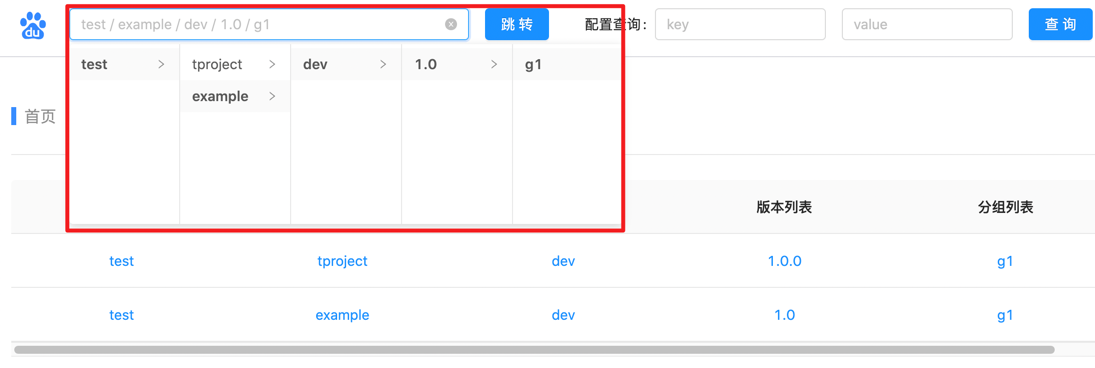 du test / example / dev / 1.0 / g1 跳 转 配置查询: key value 查 询
test tproject dev 1.0 g1
example
首页
版本列表 分组列表
test tproject dev 1.0.0 g1
test example dev 1.0 g1